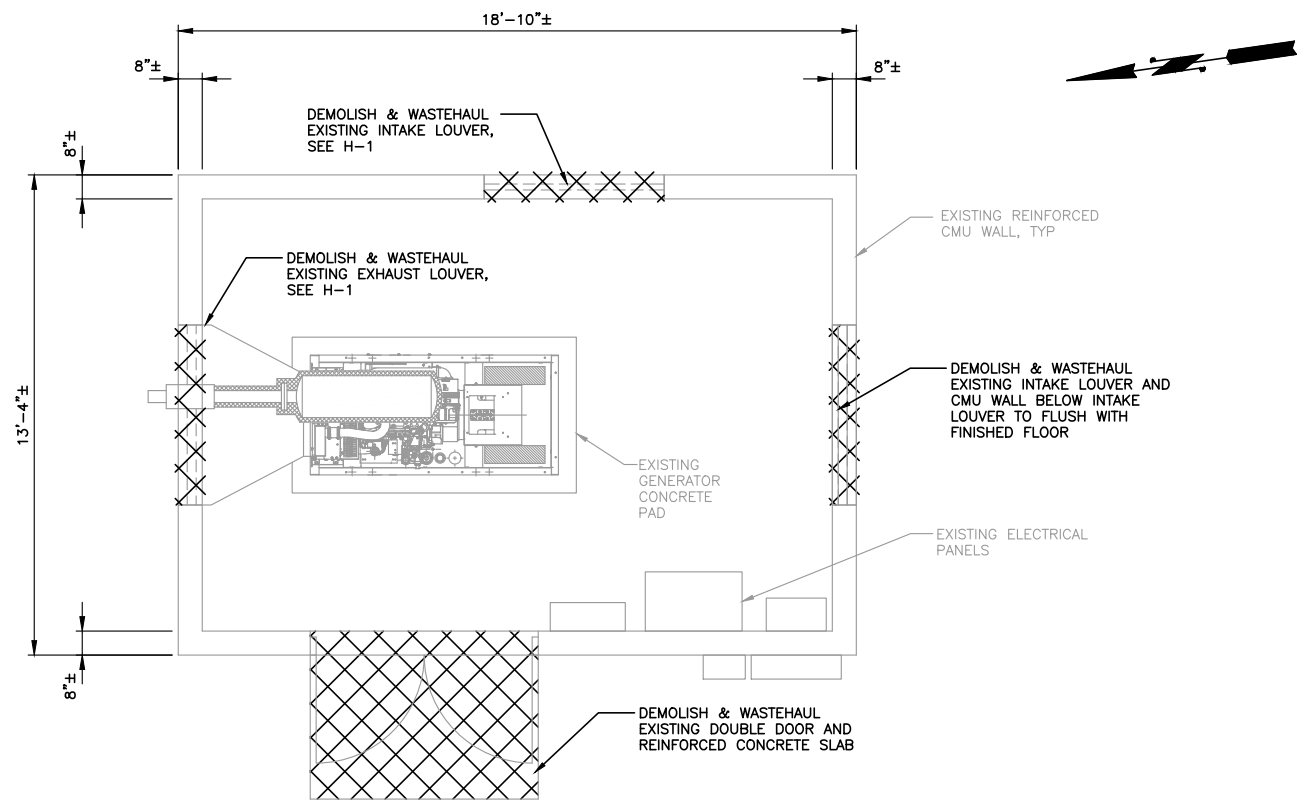 18'-10"±
8"±
8"±
DEMOLISH & WASTEHAUL
EXISTING INTAKE LOUVER,
SEE H-1
8"±
EXISTING REINFORCED
CMU WALL, TYP
DEMOLISH & WASTEHAUL
EXISTING EXHAUST LOUVER,
SEE H-1
13'-4"±
DEMOLISH & WASTEHAUL
EXISTING INTAKE LOUVER AND
CMU WALL BELOW INTAKE
LOUVER TO FLUSH WITH
FINISHED FLOOR
EXISTING
GENERATOR
CONCRETE
PAD
EXISTING ELECTRICAL
PANELS
8"±
DEMOLISH & WASTEHAUL
EXISTING DOUBLE DOOR AND
REINFORCED CONCRETE SLAB